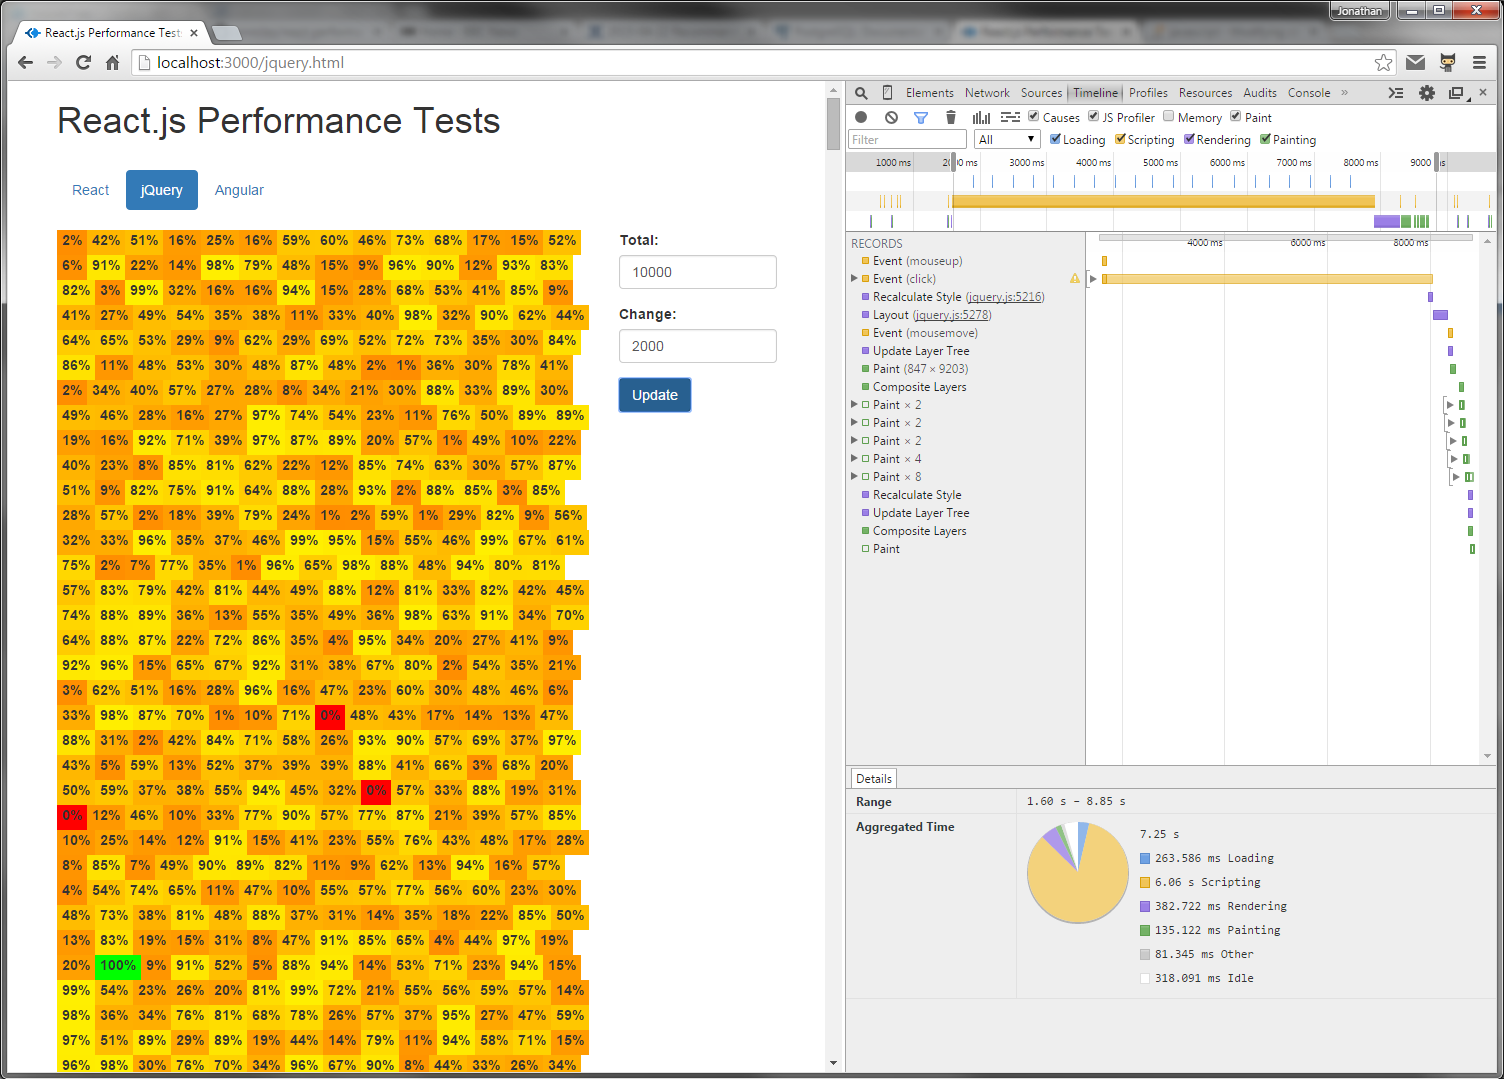 Jonathan
React.js Performance Test
localhost:3000/jquery.html
React.js Performance Tests
React jQuery Angular
2% 42% 51% 16% 25% 16% 59% 60% 46% 73% 68% 17% 15% 52%
6% 91% 22% 14% 98% 79% 48% 15% 9% 96% 90% 12% 93% 83%
82% 3% 99% 32% 16% 16% 94% 15% 28% 68% 53% 41% 85% 9%
41% 27% 49% 54% 35% 38% 11% 33% 40% 98% 32% 90% 62% 44%
64% 65% 53% 29% 9% 62% 29% 69% 52% 72% 73% 35% 30% 84%
86% 11% 48% 53% 30% 48% 87% 48% 2% 1% 36% 30% 78% 41%
2% 34% 40% 57% 27% 28% 8% 34% 21% 30% 88% 33% 89% 30%
49% 46% 28% 16% 27% 97% 74% 54% 23% 11% 76% 50% 89% 89%
19% 16% 92% 71% 39% 97% 87% 89% 20% 57% 1% 49% 10% 22%
40% 23% 8% 85% 81% 62% 22% 12% 85% 74% 63% 30% 57% 87%
51% 9% 82% 75% 91% 64% 88% 28% 93% 2% 88% 85% 3% 85%
28% 57% 2% 18% 39% 79% 24% 1% 2% 59% 1% 29% 82% 9% 56%
32% 33% 96% 35% 37% 46% 99% 95% 15% 55% 46% 99% 67% 61%
75% 2% 7% 77% 35% 1% 96% 65% 98% 88% 48% 94% 80% 81%
57% 83% 79% 42% 81% 44% 49% 88% 12% 81% 33% 82% 42% 45%
74% 88% 89% 36% 13% 55% 35% 49% 36% 98% 63% 91% 34% 70%
64% 88% 87% 22% 72% 86% 35% 4% 95% 34% 20% 27% 41% 9%
92% 96% 15% 65% 67% 92% 31% 38% 67% 80% 2% 54% 35% 21%
3% 62% 51% 16% 28% 96% 16% 47% 23% 60% 30% 48% 46% 6%
33% 98% 87% 70% 1% 10% 71% 0% 48% 43% 17% 14% 13% 47%
88% 31% 2% 42% 84% 71% 58% 26% 93% 90% 57% 69% 37% 97%
43% 5% 59% 13% 52% 37% 39% 39% 88% 41% 66% 3% 68% 20%
50% 59% 37% 38% 55% 94% 45% 32% 0% 57% 33% 88% 19% 31%
0% 12% 46% 10% 33% 77% 90% 57% 77% 87% 21% 39% 57% 85%
10% 25% 14% 12% 91% 15% 41% 23% 55% 76% 43% 48% 17% 28%
8% 85% 7% 49% 90% 89% 82% 11% 9% 62% 13% 94% 16% 57%
4% 54% 74% 65% 11% 47% 10% 55% 57% 77% 56% 60% 23% 30%
48% 73% 38% 81% 48% 88% 37% 31% 14% 35% 18% 22% 85% 50%
13% 83% 19% 15% 31% 8% 47% 91% 85% 65% 4% 44% 97% 19%
20% 100% 9% 91% 52% 5% 88% 94% 14% 53% 71% 23% 94% 15%
99% 54% 23% 26% 20% 81% 99% 72% 21% 55% 56% 59% 57% 14%
98% 36% 34% 76% 81% 68% 78% 26% 57% 37% 95% 27% 47% 59%
97% 51% 89% 29% 89% 19% 44% 14% 79% 11% 94% 58% 71% 15%
96% 98% 30% 76% 70% 34% 96% 67% 90% 8% 44% 33% 26% 34%
Total:
10000
Change:
2000
Update
Elements Network Sources Timeline Profiles Resources Audits Console »
Causes JS Profiler Memory Paint
Filter All Loading Scripting Rendering Painting
1000 ms 3000 ms 4000 ms 5000 ms 6000 ms 7000 ms 8000 ms 9000
RECORDS 4000 ms 6000 ms 8000 ms
Event (mouseup)
Event (click)
Recalculate Style (jquery.js:5216)
Layout (jquery.js:5278)
Event (mousemove)
Update Layer Tree
Paint (847 × 9203)
Composite Layers
Paint × 2
Paint × 2
Paint × 2
Paint × 4
Paint × 8
Recalculate Style
Update Layer Tree
Composite Layers
Paint
Details
Range 1.60 s – 8.85 s
Aggregated Time
7.25 s
263.586 ms Loading
6.06 s Scripting
382.722 ms Rendering
135.122 ms Painting
81.345 ms Other
318.091 ms Idle